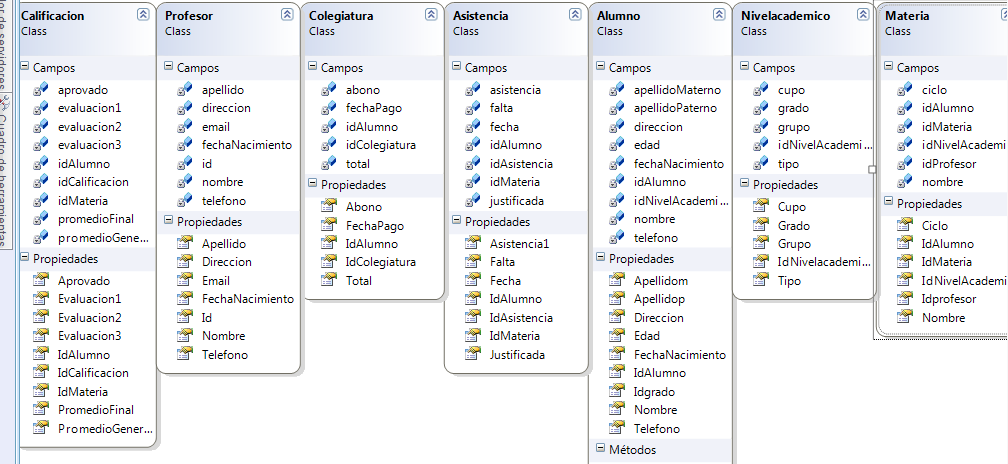 Calificacion
Class
Campos
aprovado
evaluacion1
evaluacion2
evaluacion3
idAlumno
idCalificacion
idMateria
promedioFinal
promedioGene...
Propiedades
Aprovado
Evaluacion1
Evaluacion2
Evaluacion3
IdAlumno
IdCalificacion
IdMateria
PromedioFinal
PromedioGener...
Profesor
Class
Campos
apellido
direccion
email
fechaNacimiento
id
nombre
telefono
Propiedades
Apellido
Direccion
Email
FechaNacimiento
Id
Nombre
Telefono
Colegiatura
Class
Campos
abono
fechaPago
idAlumno
idColegiatura
total
Propiedades
Abono
FechaPago
IdAlumno
IdColegiatura
Total
Asistencia
Class
Campos
asistencia
falta
fecha
idAlumno
idAsistencia
idMateria
justificada
Propiedades
Asistencia1
Falta
Fecha
IdAlumno
IdAsistencia
IdMateria
Justificada
Alumno
Class
Campos
apellidoMaterno
apellidoPaterno
direccion
edad
fechaNacimiento
idAlumno
idNivelAcademi...
nombre
telefono
Propiedades
Apellidom
Apellidop
Direccion
Edad
FechaNacimiento
IdAlumno
Idgrado
Nombre
Telefono
Métodos
Nivelacademico
Class
Campos
cupo
grado
grupo
idNivelAcademi...
tipo
Propiedades
Cupo
Grado
Grupo
IdNivelacademi...
Tipo
Materia
Class
Campos
ciclo
idAlumno
idMateria
idNivelAcademi
idProfesor
nombre
Propiedades
Ciclo
IdAlumno
IdMateria
IdNivelAcademi
Idprofesor
Nombre
de servidores
Cuadro de herramientas